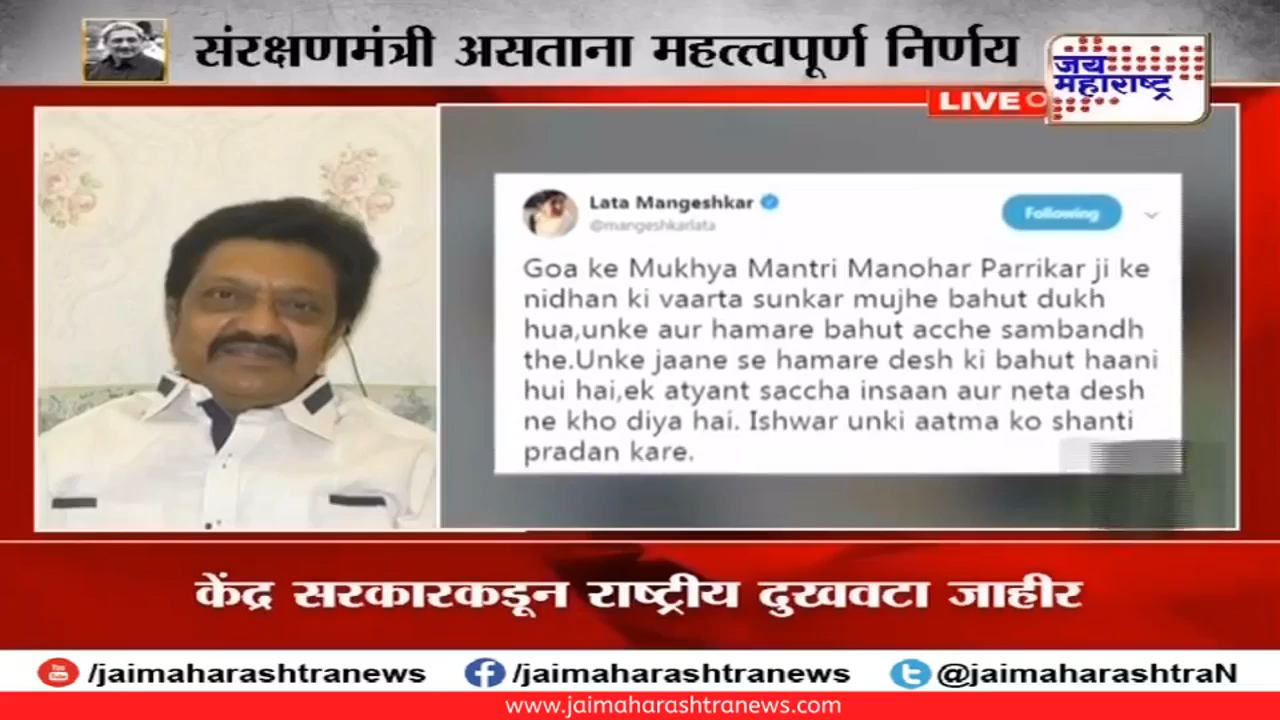 संरक्षणमंत्री असताना महत्त्वपूर्ण निर्णय
जय
महाराष्ट्र
LIVE
Lata Mangeshkar
@mangeshkarlata
Following
Goa ke Mukhya Mantri Manohar Parrikar ji ke
nidhan ki vaarta sunkar mujhe bahut dukh
hua,unke aur hamare bahut acche sambandh
the.Unke jaane se hamare desh ki bahut haani
hui hai,ek atyant saccha insaan aur neta desh
ne kho diya hai. Ishwar unki aatma ko shanti
pradan kare.
केंद्र सरकारकडून राष्ट्रीय दुखवटा जाहीर
You Tube /jaimaharashtranews /jaimaharashtranews @jaimaharashtraN
www.jaimaharashtranews.com